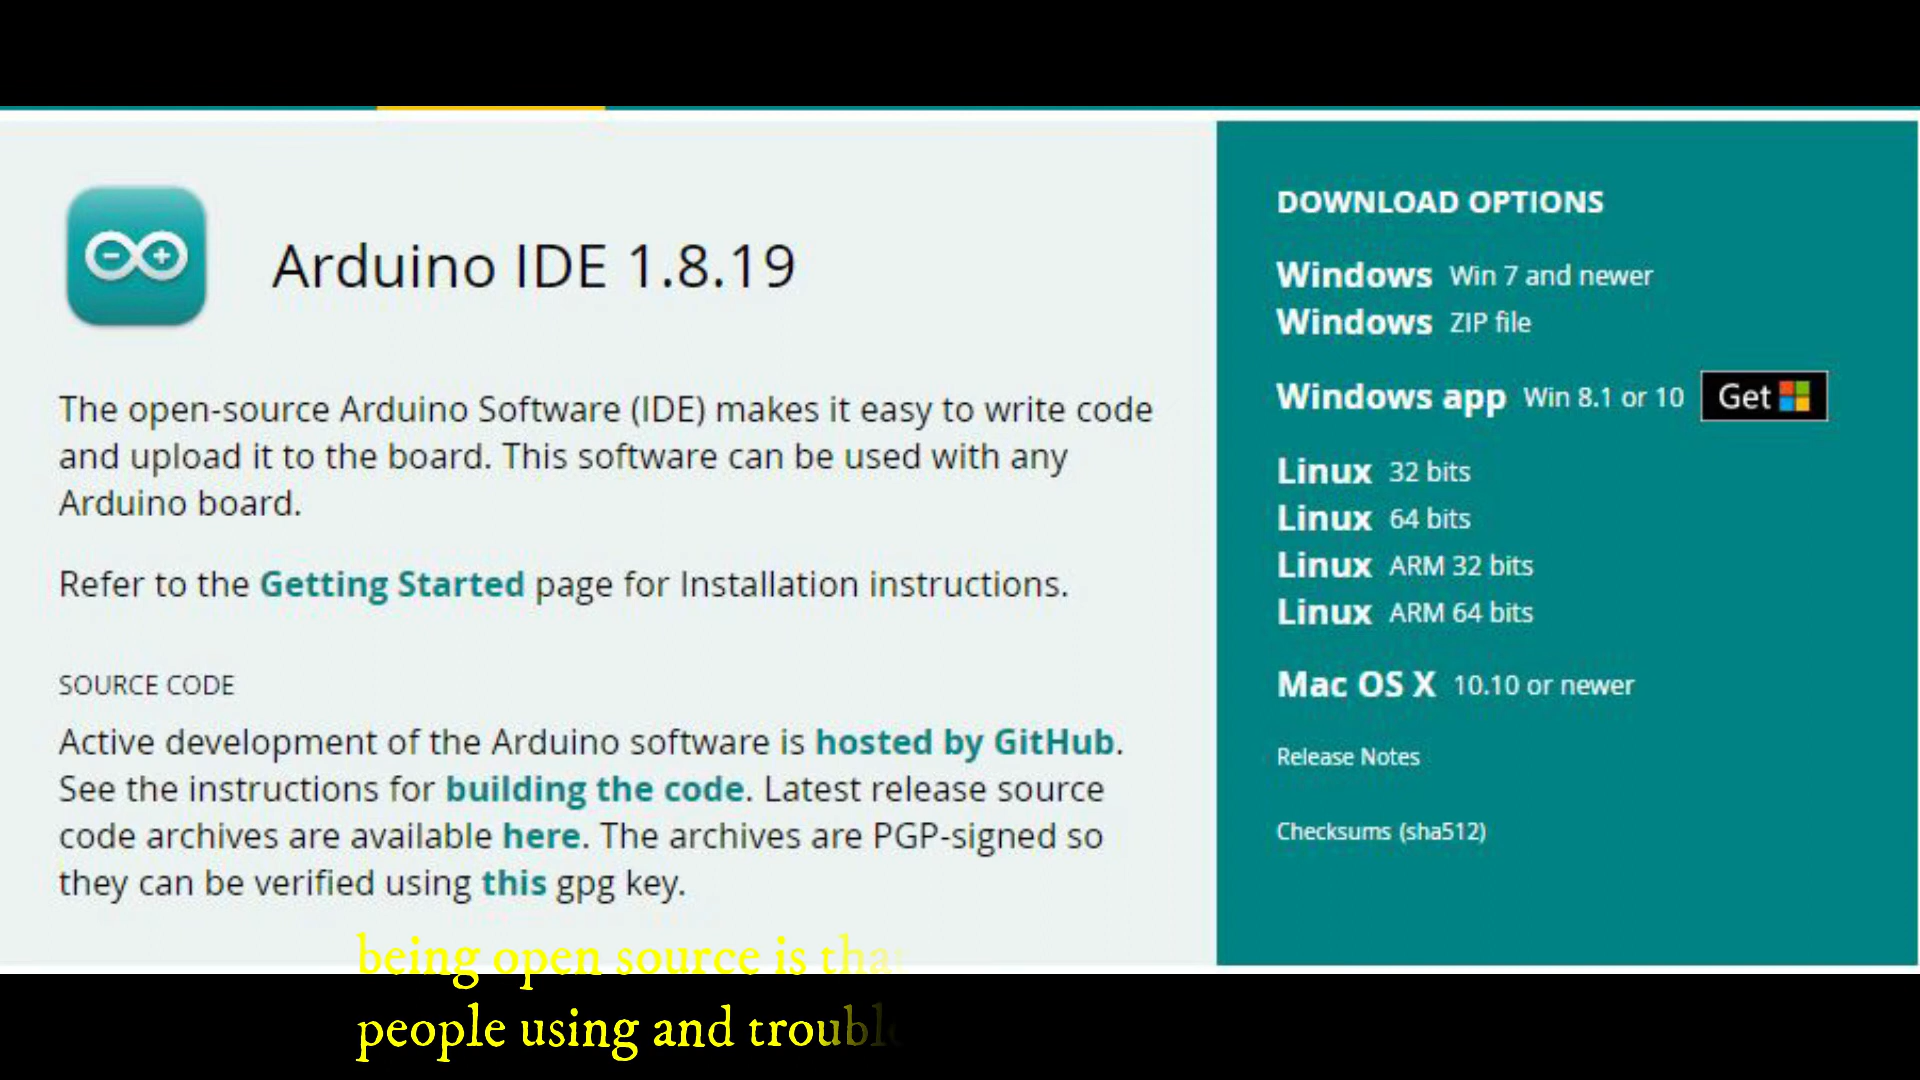 Arduino IDE 1.8.19
The open-source Arduino Software (IDE) makes it easy to write code
and upload it to the board. This software can be used with any
Arduino board.
Refer to the Getting Started page for Installation instructions.
SOURCE CODE
Active development of the Arduino software is hosted by GitHub.
See the instructions for building the code. Latest release source
code archives are available here. The archives are PGP-signed so
they can be verified using this gpg key.
DOWNLOAD OPTIONS
Windows Win 7 and newer
Windows ZIP file
Windows app Win 8.1 or 10 Get
Linux 32 bits
Linux 64 bits
Linux ARM 32 bits
Linux ARM 64 bits
Mac OS X 10.10 or newer
Release Notes
Checksums (sha512)
being open source is
people using and